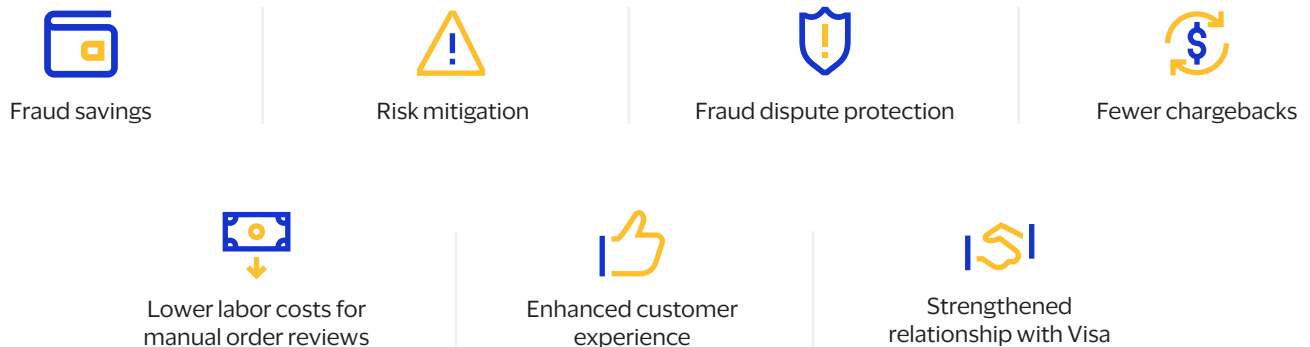 Fraud savings
Risk mitigation
Fraud dispute protection
Fewer chargebacks
Lower labor costs for
manual order reviews
Enhanced customer
experience
Strengthened
relationship with Visa